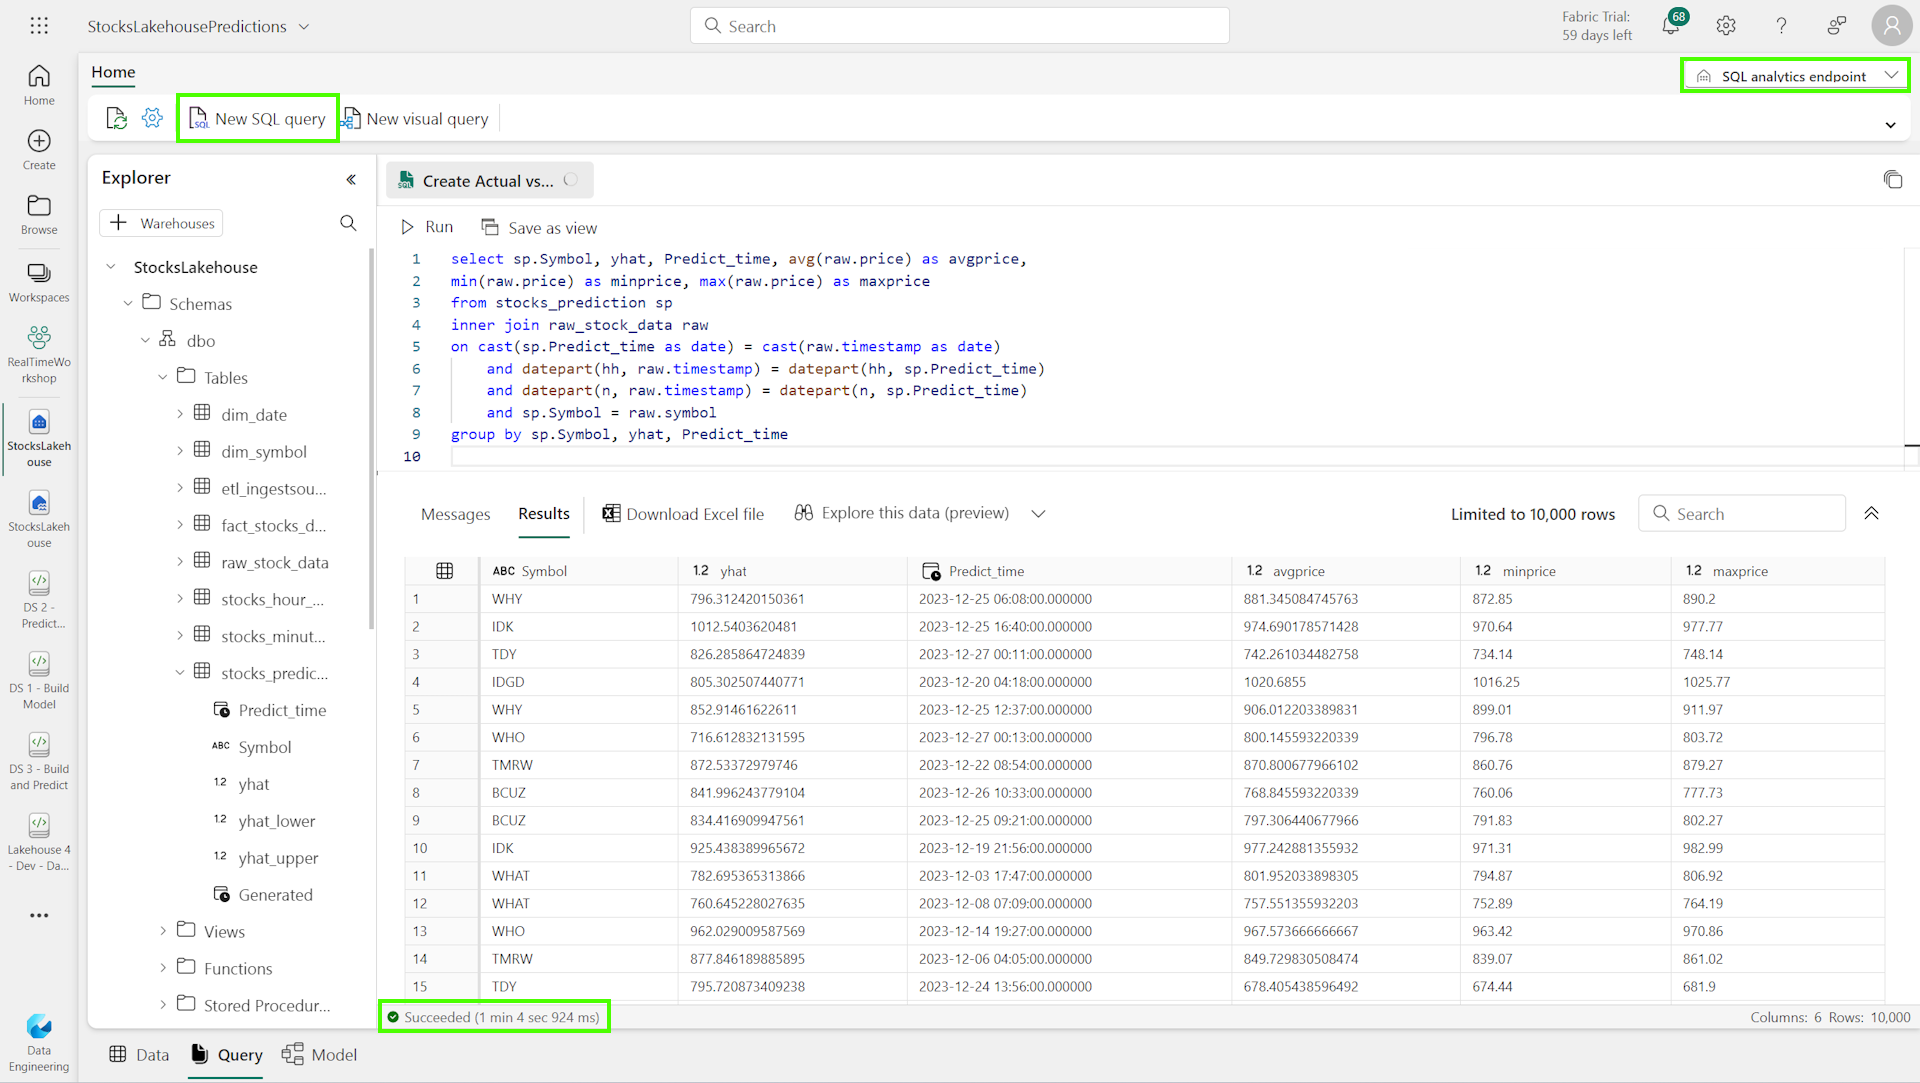 StocksLakehousePredictions
Search
Fabric Trial:
59 days left
68
Home
SQL analytics endpoint
New SQL query
New visual query
Home
Create
Browse
Workspaces
RealTimeWo
rkshop
StocksLakeh
ouse
StocksLakeh
ouse
DS 2 -
Predict...
DS 1 - Build
Model
DS 3 - Build
and Predict
Lakehouse 4
- Dev - Da...
Data
Engineering
Explorer
Warehouses
StocksLakehouse
Schemas
dbo
Tables
dim_date
dim_symbol
etl_ingestsou...
fact_stocks_d...
raw_stock_data
stocks_hour_...
stocks_minut...
stocks_predic...
Predict_time
ABC Symbol
1.2 yhat
1.2 yhat_lower
1.2 yhat_upper
Generated
Views
Functions
Stored Procedur...
SQL Create Actual vs...
Run Save as view
1 select sp.Symbol, yhat, Predict_time, avg(raw.price) as avgprice,
2 min(raw.price) as minprice, max(raw.price) as maxprice
3 from stocks_prediction sp
4 inner join raw_stock_data raw
5 on cast(sp.Predict_time as date) = cast(raw.timestamp as date)
6 and datepart(hh, raw.timestamp) = datepart(hh, sp.Predict_time)
7 and datepart(n, raw.timestamp) = datepart(n, sp.Predict_time)
8 and sp.Symbol = raw.symbol
9 group by sp.Symbol, yhat, Predict_time
10
Messages Results Download Excel file Explore this data (preview) Limited to 10,000 rows Search
ABC Symbol 1.2 yhat Predict_time 1.2 avgprice 1.2 minprice 1.2 maxprice
1 WHY 796.312420150361 2023-12-25 06:08:00.000000 881.345084745763 872.85 890.2
2 IDK 1012.5403620481 2023-12-25 16:40:00.000000 974.690178571428 970.64 977.77
3 TDY 826.285864724839 2023-12-27 00:11:00.000000 742.261034482758 734.14 748.14
4 IDGD 805.302507440771 2023-12-20 04:18:00.000000 1020.6855 1016.25 1025.77
5 WHY 852.91461622611 2023-12-25 12:37:00.000000 906.012203389831 899.01 911.97
6 WHO 716.612832131595 2023-12-27 00:13:00.000000 800.145593220339 796.78 803.72
7 TMRW 872.53372979746 2023-12-22 08:54:00.000000 870.800677966102 860.76 879.27
8 BCUZ 841.996243779104 2023-12-26 10:33:00.000000 768.845593220339 760.06 777.73
9 BCUZ 834.416909947561 2023-12-25 09:21:00.000000 797.306440677966 791.83 802.27
10 IDK 925.438389965672 2023-12-19 21:56:00.000000 977.242881355932 971.31 982.99
11 WHAT 782.695365313866 2023-12-03 17:47:00.000000 801.952033898305 794.87 806.92
12 WHAT 760.645228027635 2023-12-08 07:09:00.000000 757.551355932203 752.89 764.19
13 WHO 962.029009587569 2023-12-14 19:27:00.000000 967.573666666667 963.42 970.86
14 TMRW 877.846189885895 2023-12-06 04:05:00.000000 849.729830508474 839.07 861.02
15 TDY 795.720873409238 2023-12-24 13:56:00.000000 678.405438596492 674.44 681.9
Succeeded (1 min 4 sec 924 ms)
Columns: 6 Rows: 10,000
Data Query Model